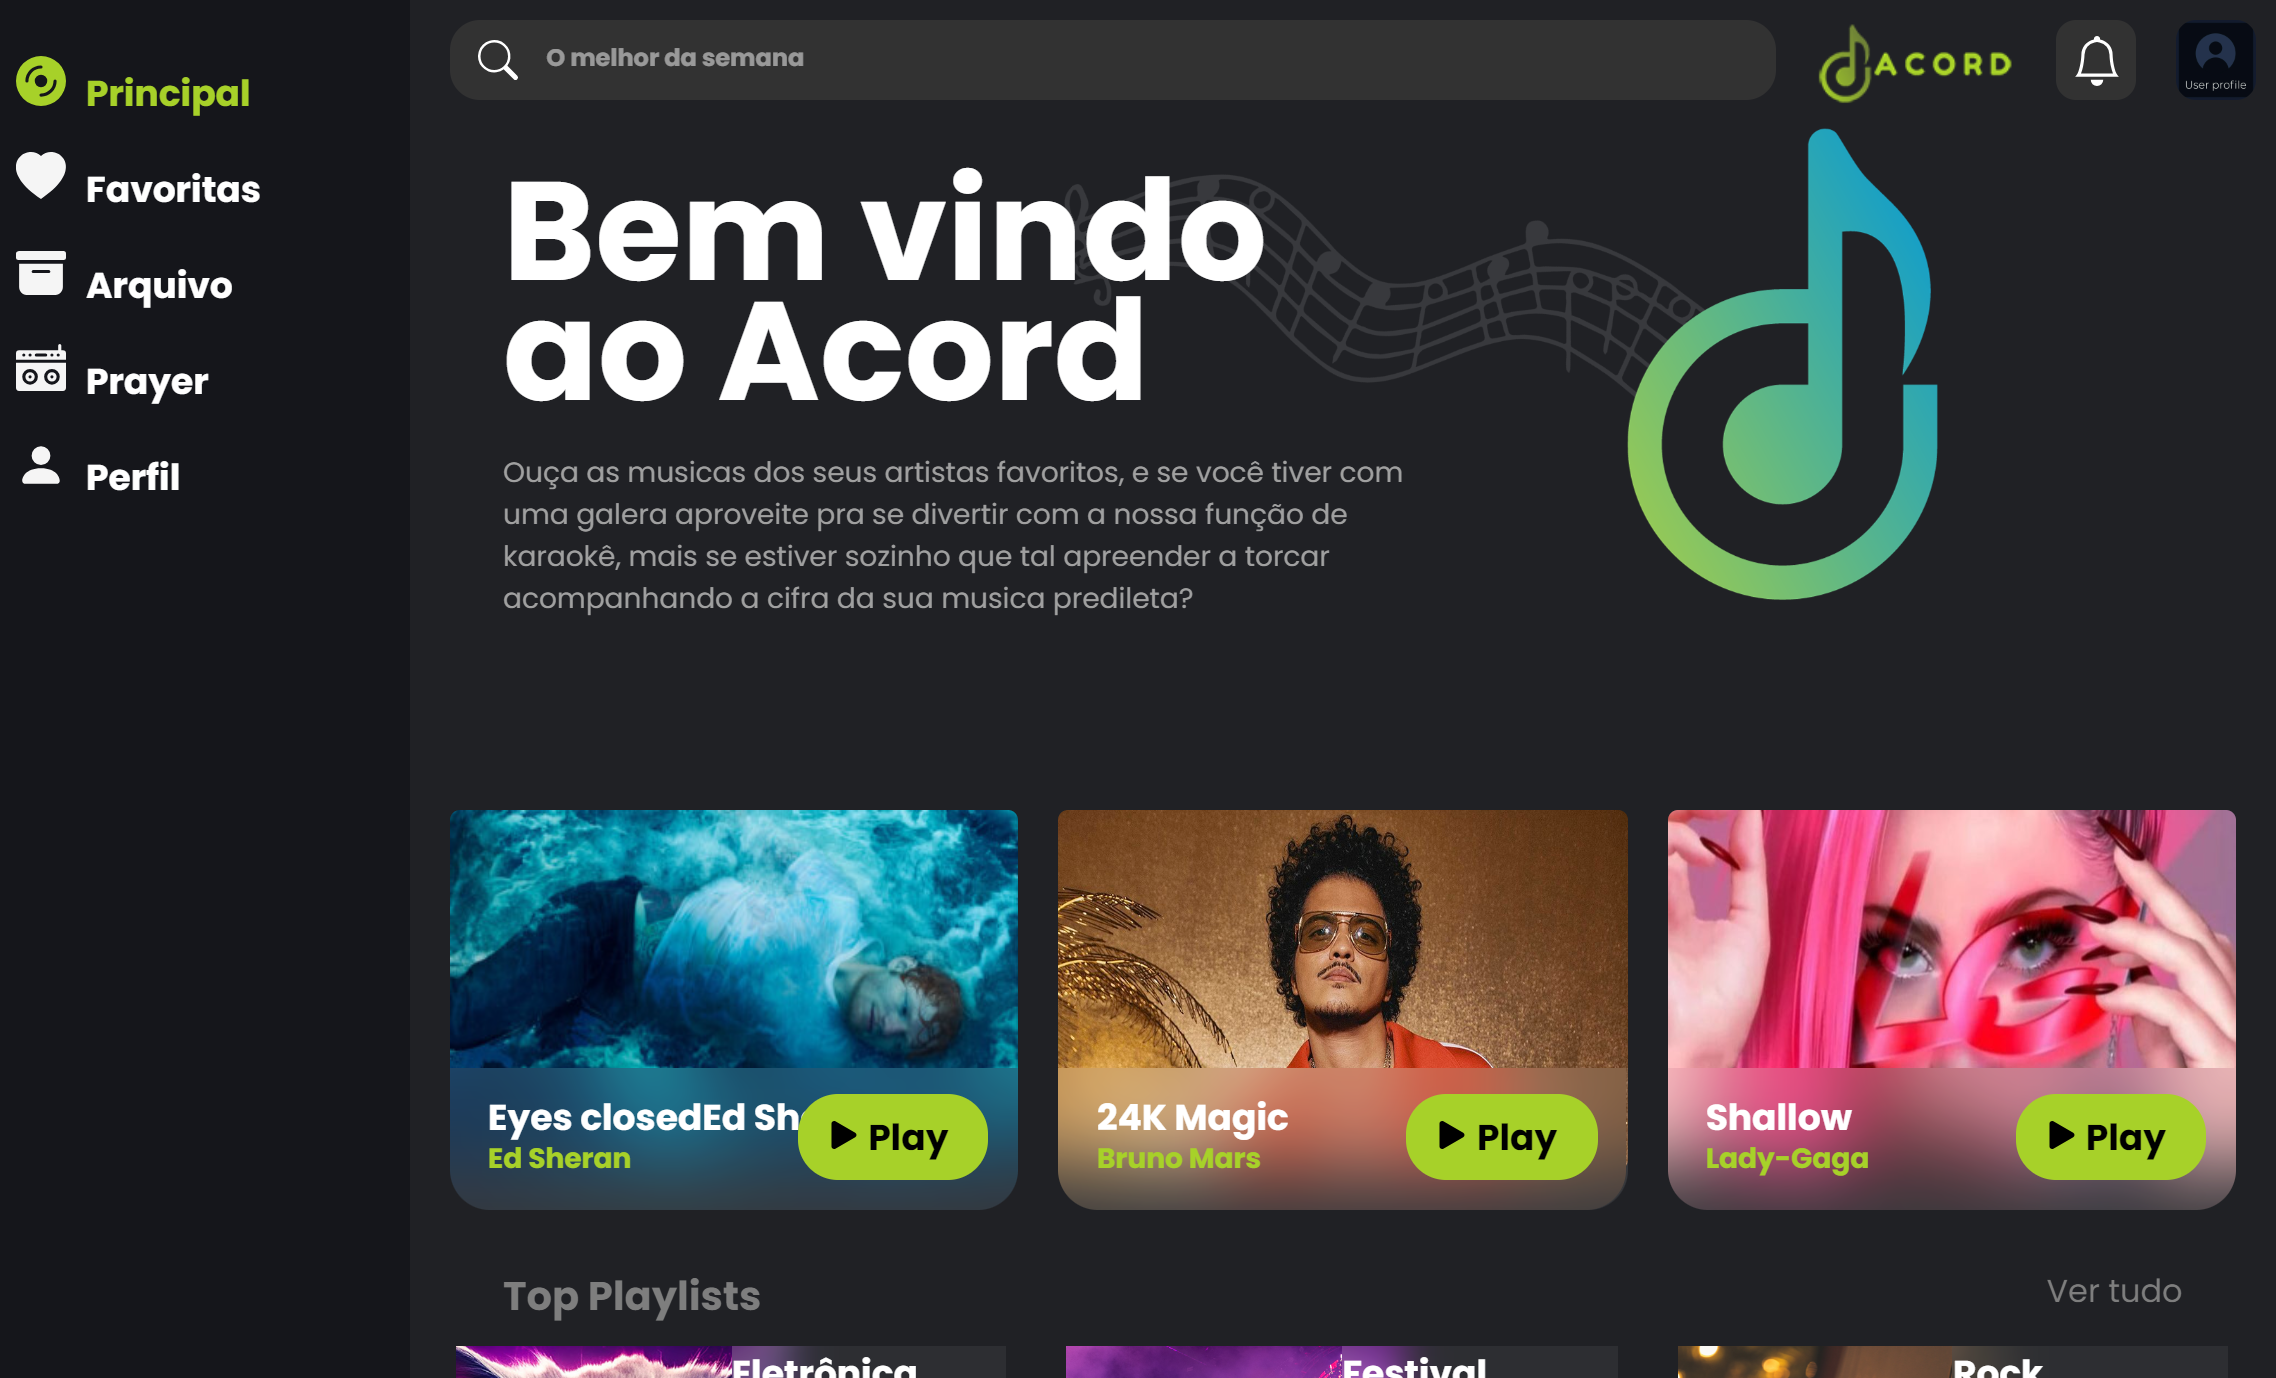 Principal
Favoritas
Arquivo
Prayer
Perfil
O melhor da semana
ACORD
User profile
Bem vindo
ao Acord
Ouça as musicas dos seus artistas favoritos, e se você tiver com
uma galera aproveite pra se divertir com a nossa função de
karaokê, mais se estiver sozinho que tal apreender a torcar
acompanhando a cifra da sua musica predileta?
Eyes closedEd Sh
Ed Sheran
Play
24K Magic
Bruno Mars
Play
Shallow
Lady-Gaga
Play
Top Playlists
Ver tudo
Eletrônica
Festival
Rock